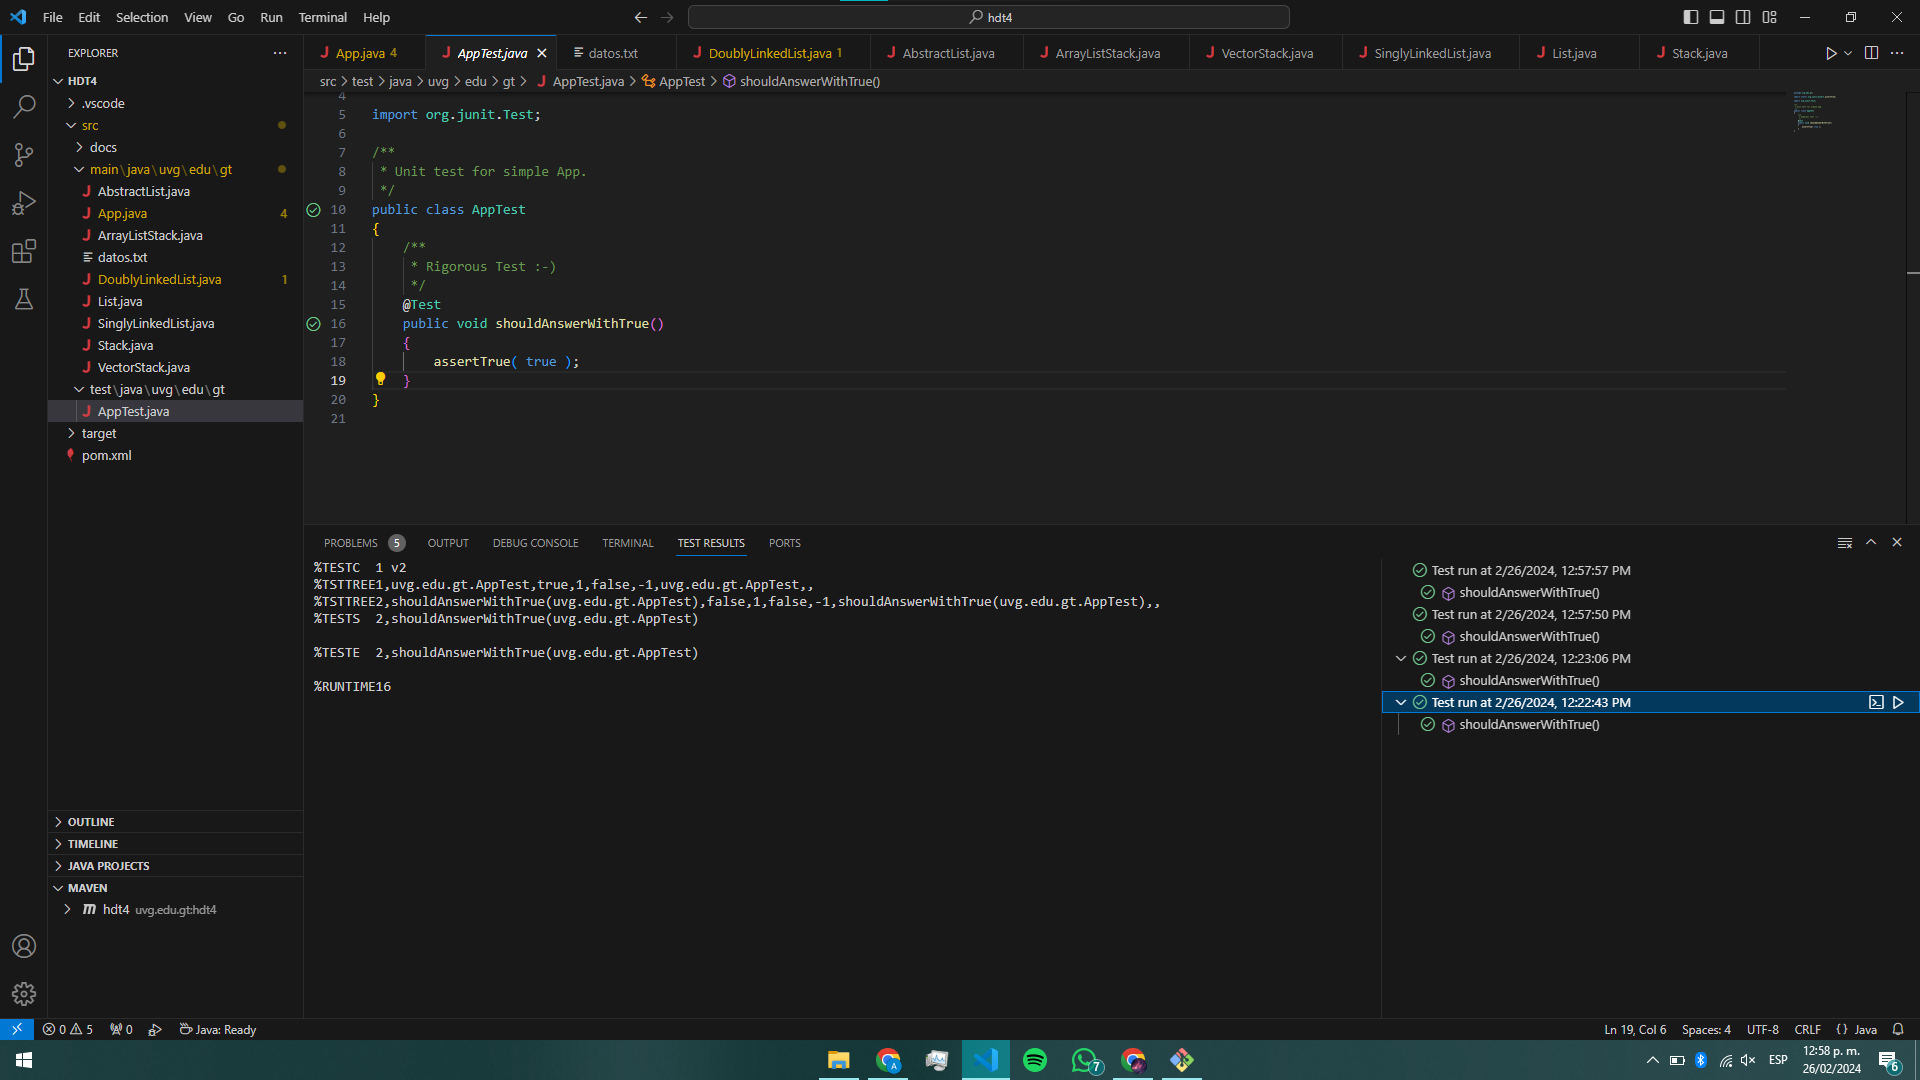 File Edit Selection View Go Run Terminal Help
hdt4
EXPLORER
HDT4
.vscode
src
docs
main\java\uvg\edu\gt
AbstractList.java
App.java 4
ArrayListStack.java
datos.txt
DoublyLinkedList.java 1
List.java
SinglyLinkedList.java
Stack.java
VectorStack.java
test\java\uvg\edu\gt
AppTest.java
target
pom.xml
OUTLINE
TIMELINE
JAVA PROJECTS
MAVEN
hdt4 uvg.edu.gt:hdt4
App.java 4 AppTest.java datos.txt DoublyLinkedList.java 1 AbstractList.java ArrayListStack.java VectorStack.java SinglyLinkedList.java List.java Stack.java
src > test > java > uvg > edu > gt > AppTest.java > AppTest > shouldAnswerWithTrue()
4
5 import org.junit.Test;
6
7 /**
8 * Unit test for simple App.
9 */
10 public class AppTest
11 {
12 /**
13 * Rigorous Test :-)
14 */
15 @Test
16 public void shouldAnswerWithTrue()
17 {
18 assertTrue( true );
19 }
20 }
21
PROBLEMS 5 OUTPUT DEBUG CONSOLE TERMINAL TEST RESULTS PORTS
%TESTC 1 v2
%TSTTREE1,uvg.edu.gt.AppTest,true,1,false,-1,uvg.edu.gt.AppTest,,
%TSTTREE2,shouldAnswerWithTrue(uvg.edu.gt.AppTest),false,1,false,-1,shouldAnswerWithTrue(uvg.edu.gt.AppTest),,
%TESTS 2,shouldAnswerWithTrue(uvg.edu.gt.AppTest)
%TESTE 2,shouldAnswerWithTrue(uvg.edu.gt.AppTest)
%RUNTIME16
Test run at 2/26/2024, 12:57:57 PM
shouldAnswerWithTrue()
Test run at 2/26/2024, 12:57:50 PM
shouldAnswerWithTrue()
Test run at 2/26/2024, 12:23:06 PM
shouldAnswerWithTrue()
Test run at 2/26/2024, 12:22:43 PM
shouldAnswerWithTrue()
0 5 0 Java: Ready
Ln 19, Col 6 Spaces: 4 UTF-8 CRLF {} Java
A 7 ESP 12:58 p. m. 6
26/02/2024